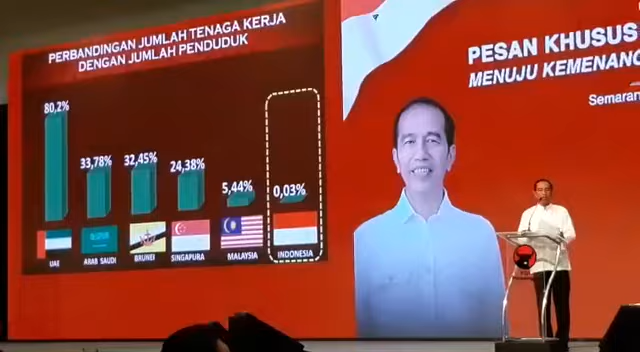 PERBANDINGAN JUMLAH TENAGA KERJA
DENGAN JUMLAH PENDUDUK
80,2%
33,78%
32,45%
24,38%
5,44%
0,03%
UAE
ARAB SAUDI
BRUNEI
SINGAPURA
MALAYSIA
INDONESIA
PESAN KHUSUS
MENUJU KEMENANG
Semaran